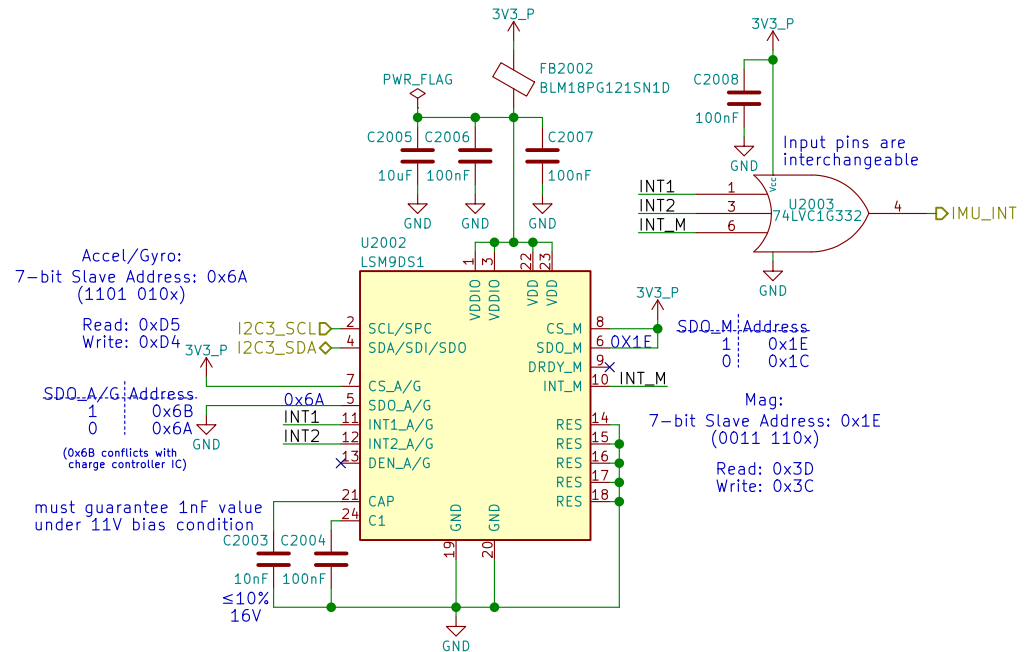 3V3_P
FB2002
BLM18PG121SN1D
PWR_FLAG
C2005
C2006
C2007
10uF
100nF
100nF
GND
GND
GND
3V3_P
C2008
100nF
GND
Input pins are
interchangeable
Vcc
INT1
1
INT2
3
INT_M
6
U2003
74LVC1G332
4
IMU_INT
GND
Accel/Gyro:
7-bit Slave Address: 0x6A
(1101 010x)
Read: 0xD5
Write: 0xD4
U2002
LSM9DS1
1
3
22
23
VDDIO
VDDIO
VDD
VDD
I2C3_SCL
2
SCL/SPC
I2C3_SDA
4
SDA/SDI/SDO
3V3_P
7
CS_A/G
0x6A
5
SDO_A/G
GND
INT1
11
INT1_A/G
INT2
12
INT2_A/G
13
DEN_A/G
21
CAP
24
C1
SDO_A/G Address
1 0x6B
0 0x6A
(0x6B conflicts with
charge controller IC)
must guarantee 1nF value
under 11V bias condition
C2003
10nF
≤10%
16V
C2004
100nF
GND
GND
19
20
GND
3V3_P
CS_M
8
SDO_M
6
0X1E
DRDY_M
9
INT_M
10
INT_M
RES
14
RES
15
RES
16
RES
17
RES
18
SDO_M Address
1 0x1E
0 0x1C
Mag:
7-bit Slave Address: 0x1E
(0011 110x)
Read: 0x3D
Write: 0x3C